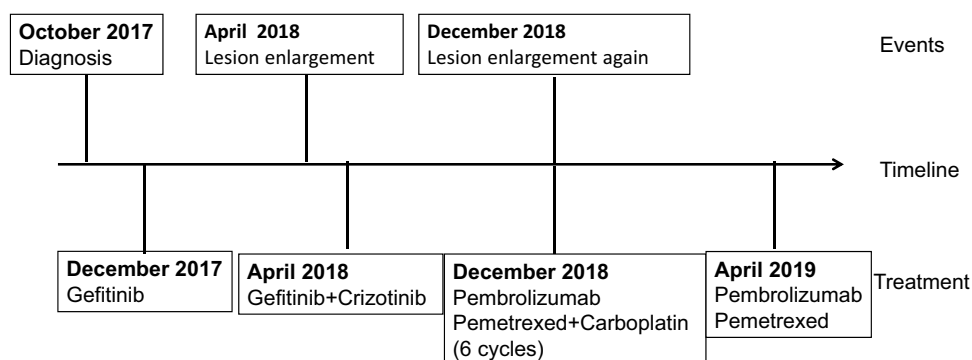 October 2017
Diagnosis
April 2018
Lesion enlargement
December 2018
Lesion enlargement again
Events
Timeline
December 2017
Gefitinib
April 2018
Gefitinib+Crizotinib
December 2018
Pembrolizumab
Pemetrexed+Carboplatin
(6 cycles)
April 2019
Pembrolizumab
Pemetrexed
Treatment